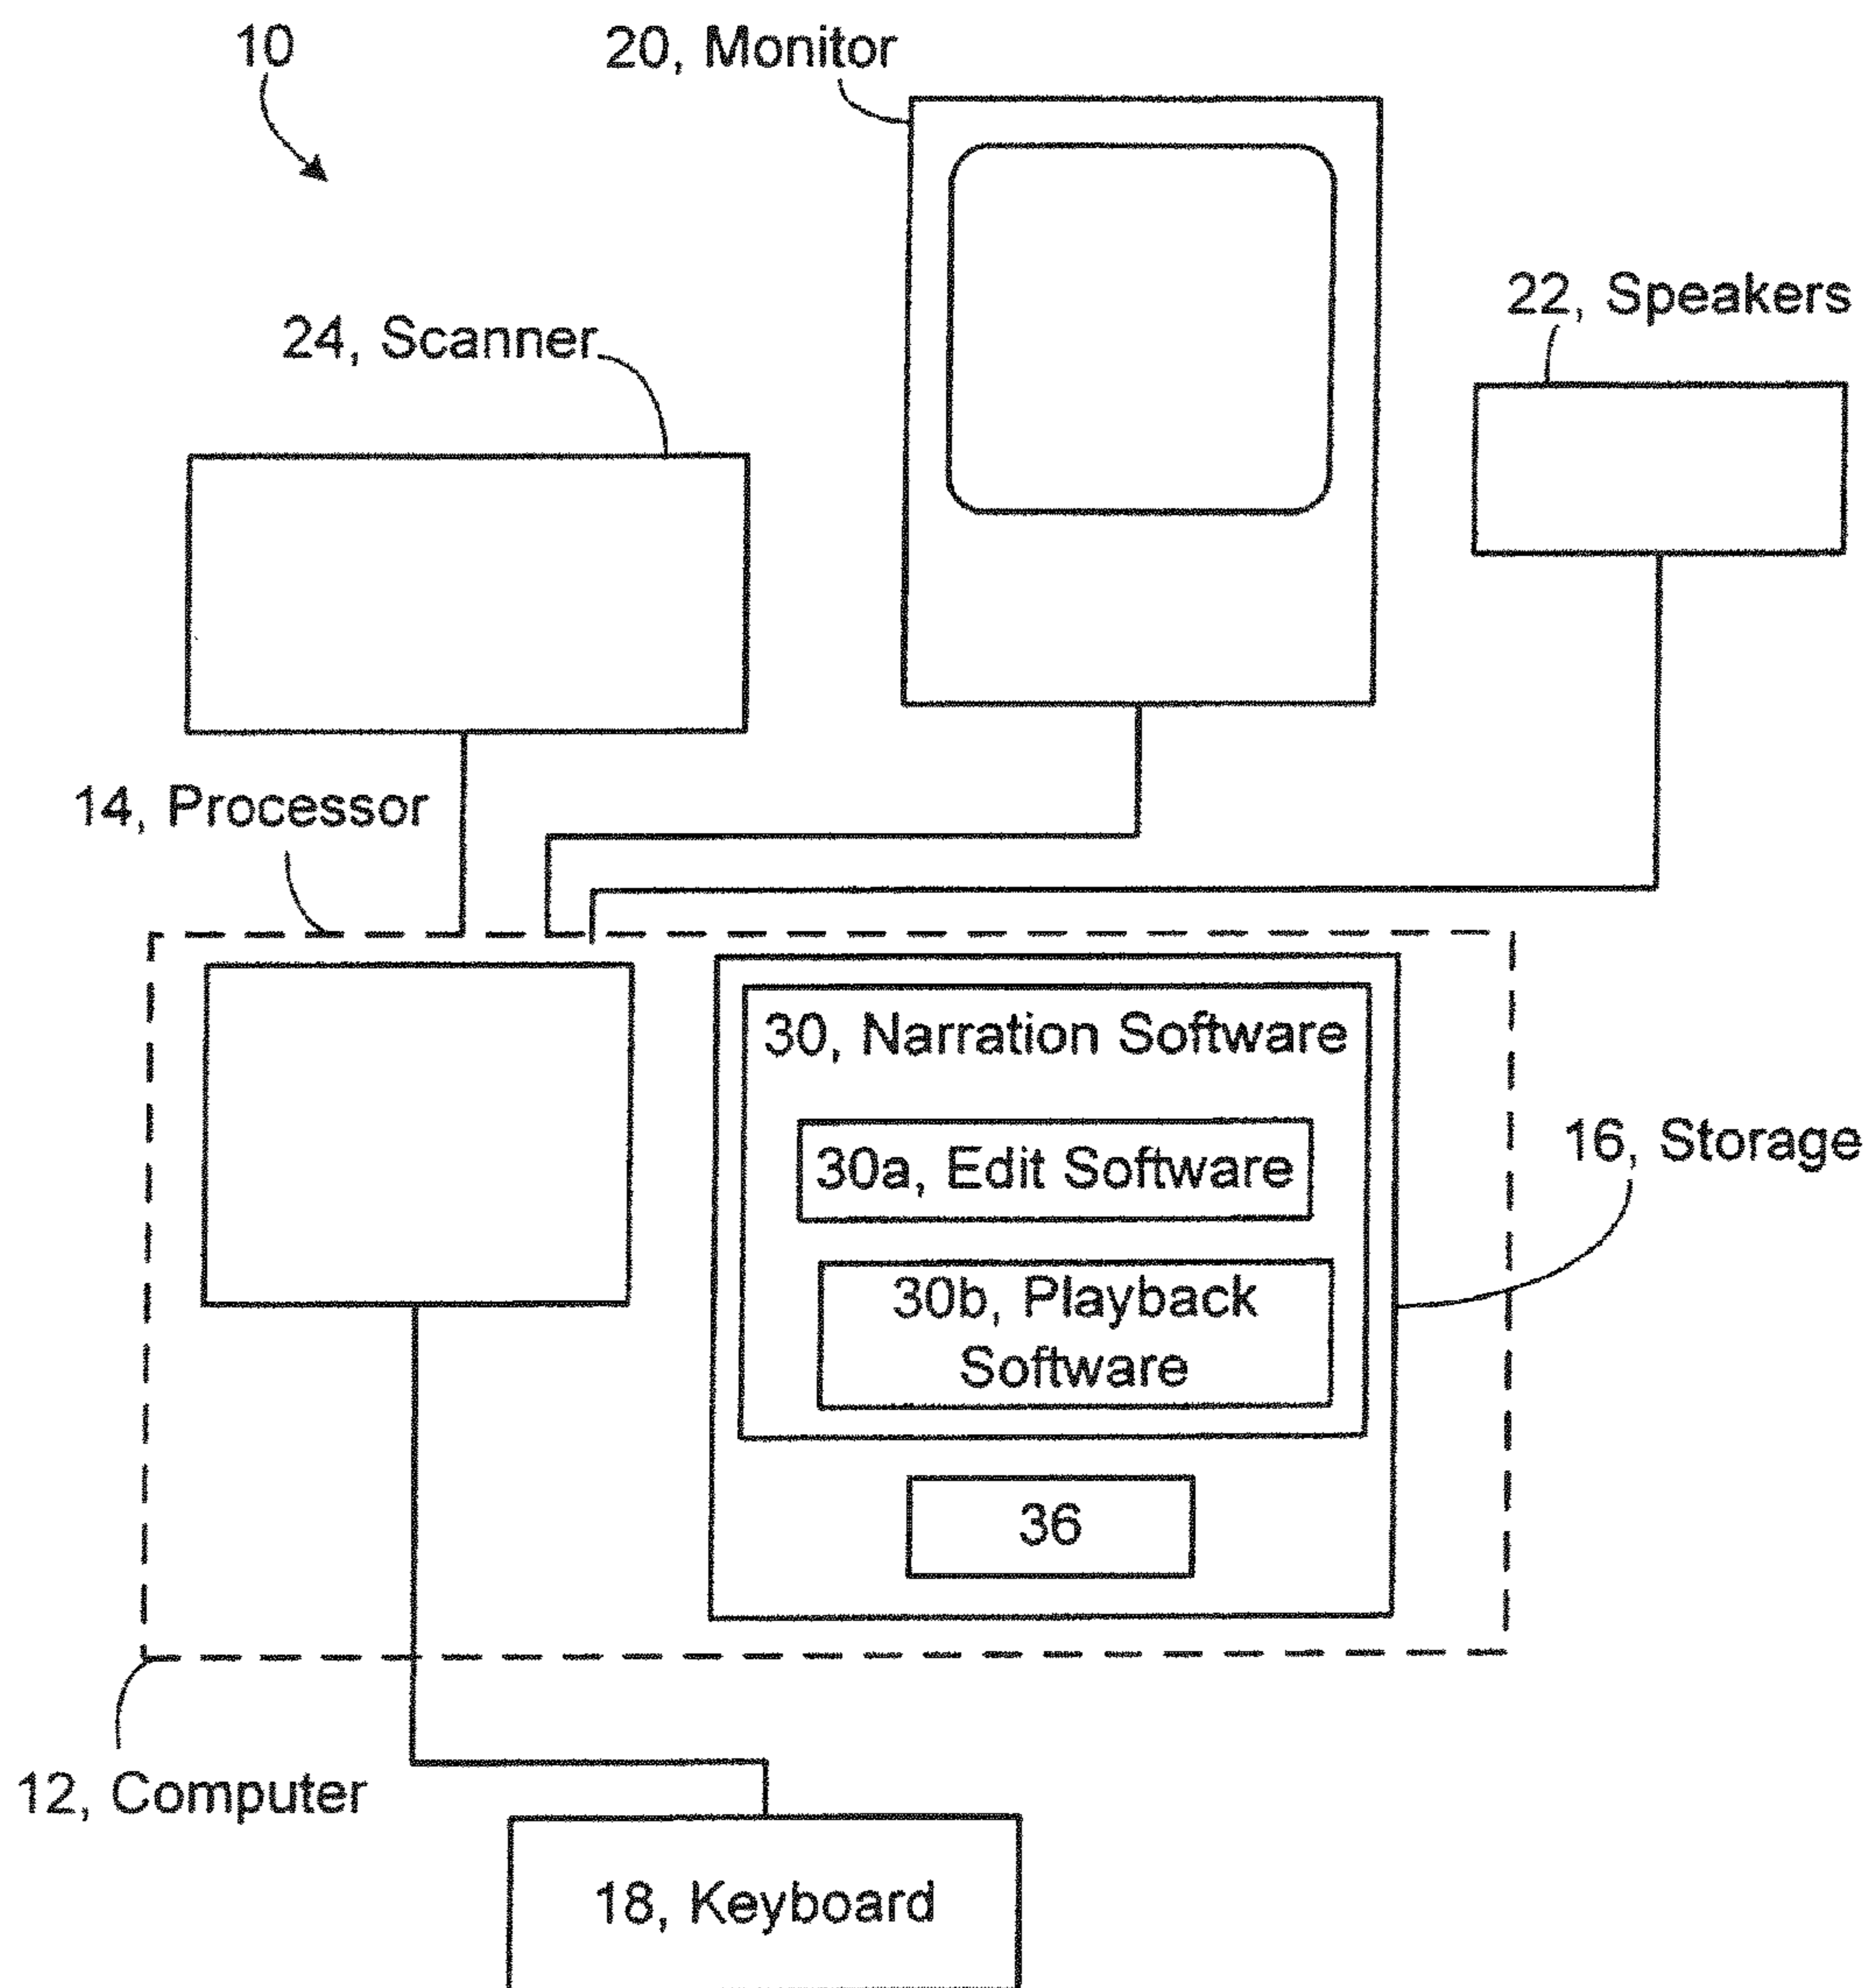 10
20, Monitor
22, Speakers
24, Scanner
14, Processor
30, Narration Software
30a, Edit Software
16, Storage
30b, Playback
Software
36
12, Computer
18, Keyboard